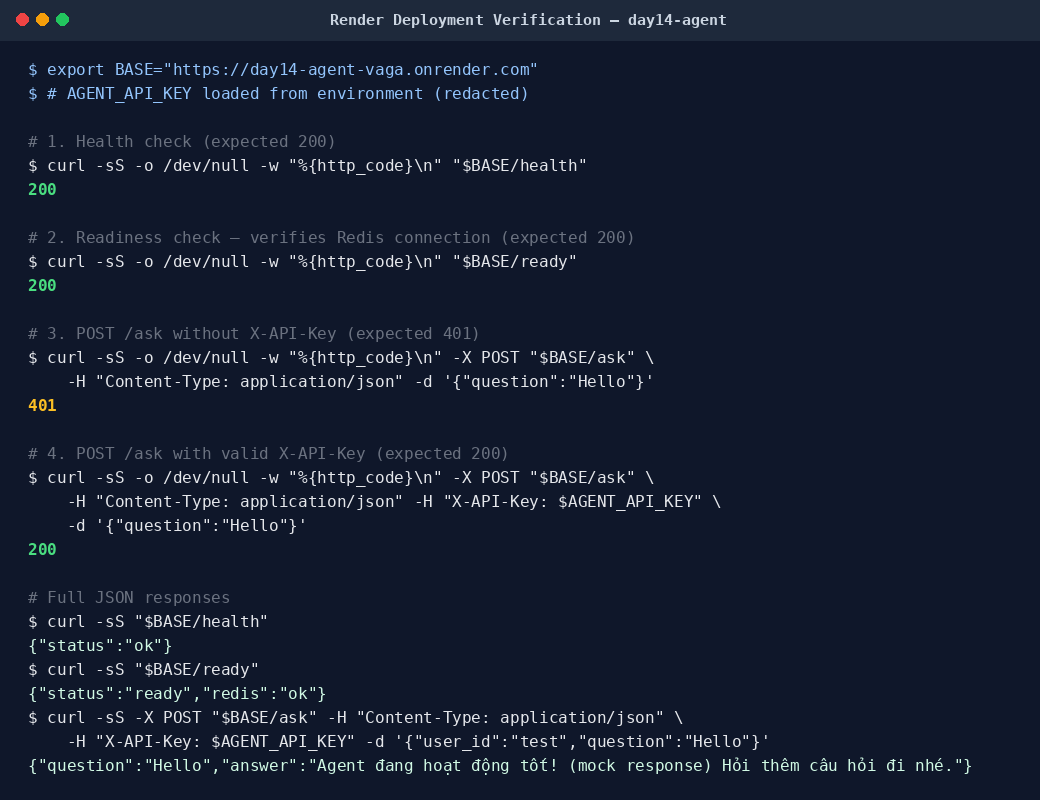 Render Deployment Verification — day14-agent
$ export BASE="https://day14-agent-vaga.onrender.com"
$ # AGENT_API_KEY loaded from environment (redacted)
# 1. Health check (expected 200)
$ curl -sS -o /dev/null -w "%{http_code}\n" "$BASE/health"
200
# 2. Readiness check — verifies Redis connection (expected 200)
$ curl -sS -o /dev/null -w "%{http_code}\n" "$BASE/ready"
200
# 3. POST /ask without X-API-Key (expected 401)
$ curl -sS -o /dev/null -w "%{http_code}\n" -X POST "$BASE/ask" \
    -H "Content-Type: application/json" -d '{"question":"Hello"}'
401
# 4. POST /ask with valid X-API-Key (expected 200)
$ curl -sS -o /dev/null -w "%{http_code}\n" -X POST "$BASE/ask" \
    -H "Content-Type: application/json" -H "X-API-Key: $AGENT_API_KEY" \
    -d '{"question":"Hello"}'
200
# Full JSON responses
$ curl -sS "$BASE/health"
{"status":"ok"}
$ curl -sS "$BASE/ready"
{"status":"ready","redis":"ok"}
$ curl -sS -X POST "$BASE/ask" -H "Content-Type: application/json" \
    -H "X-API-Key: $AGENT_API_KEY" -d '{"user_id":"test","question":"Hello"}'
{"question":"Hello","answer":"Agent đang hoạt động tốt! (mock response) Hỏi thêm câu hỏi đi nhé."}